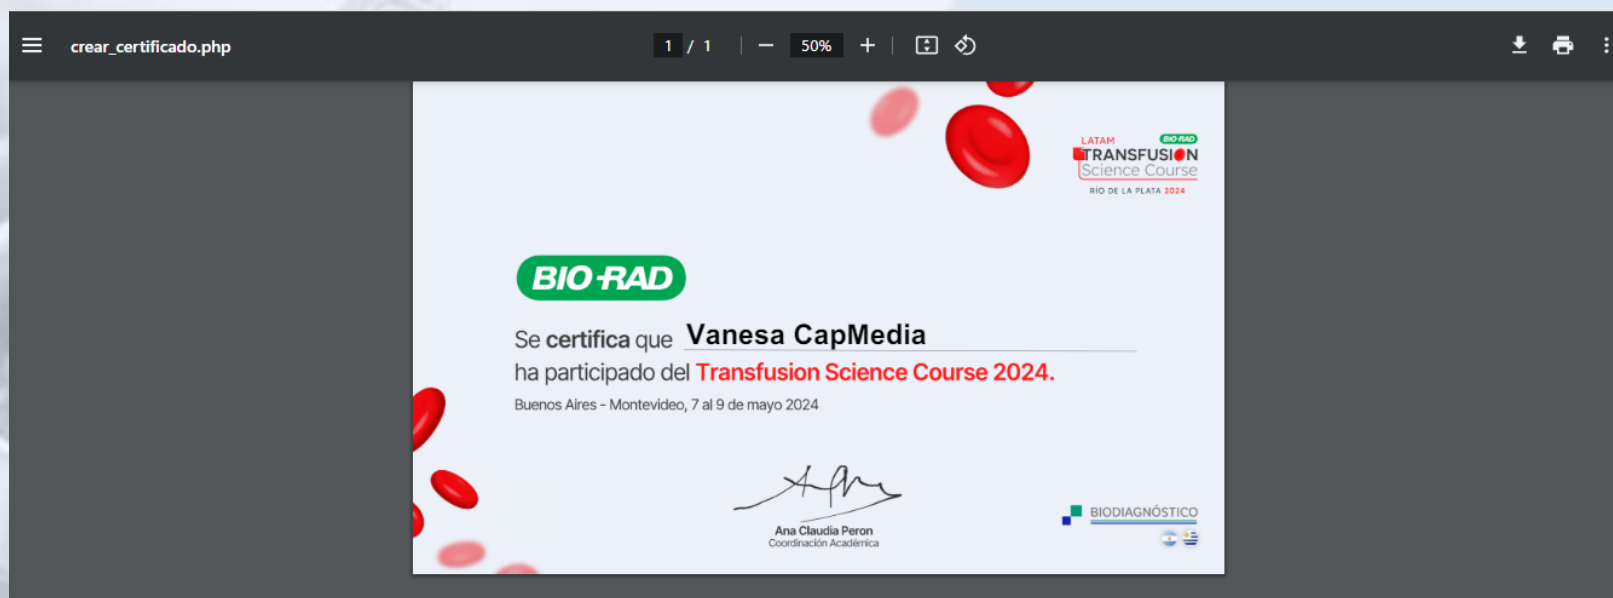 crear_certificado.php
1 / 1
50%
LATAM BIO-RAD
TRANSFUSION
Science Course
RÍO DE LA PLATA 2024
BIO-RAD
Se certifica que Vanesa CapMedia
ha participado del Transfusion Science Course 2024.
Buenos Aires - Montevideo, 7 al 9 de mayo 2024
Ana Claudia Peron
Coordinación Académica
BIODIAGNÓSTICO